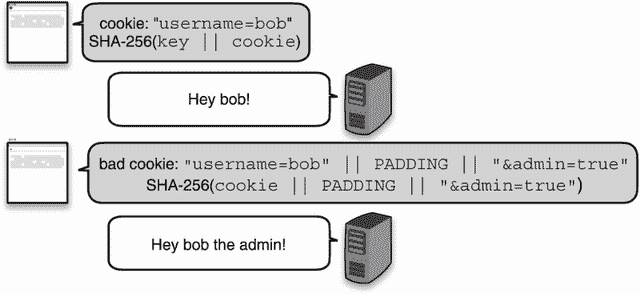 cookie: "username=bob"
SHA-256(key || cookie)
Hey bob!
bad cookie: "username=bob" || PADDING || "&admin=true"
SHA-256(cookie || PADDING || "&admin=true")
Hey bob the admin!